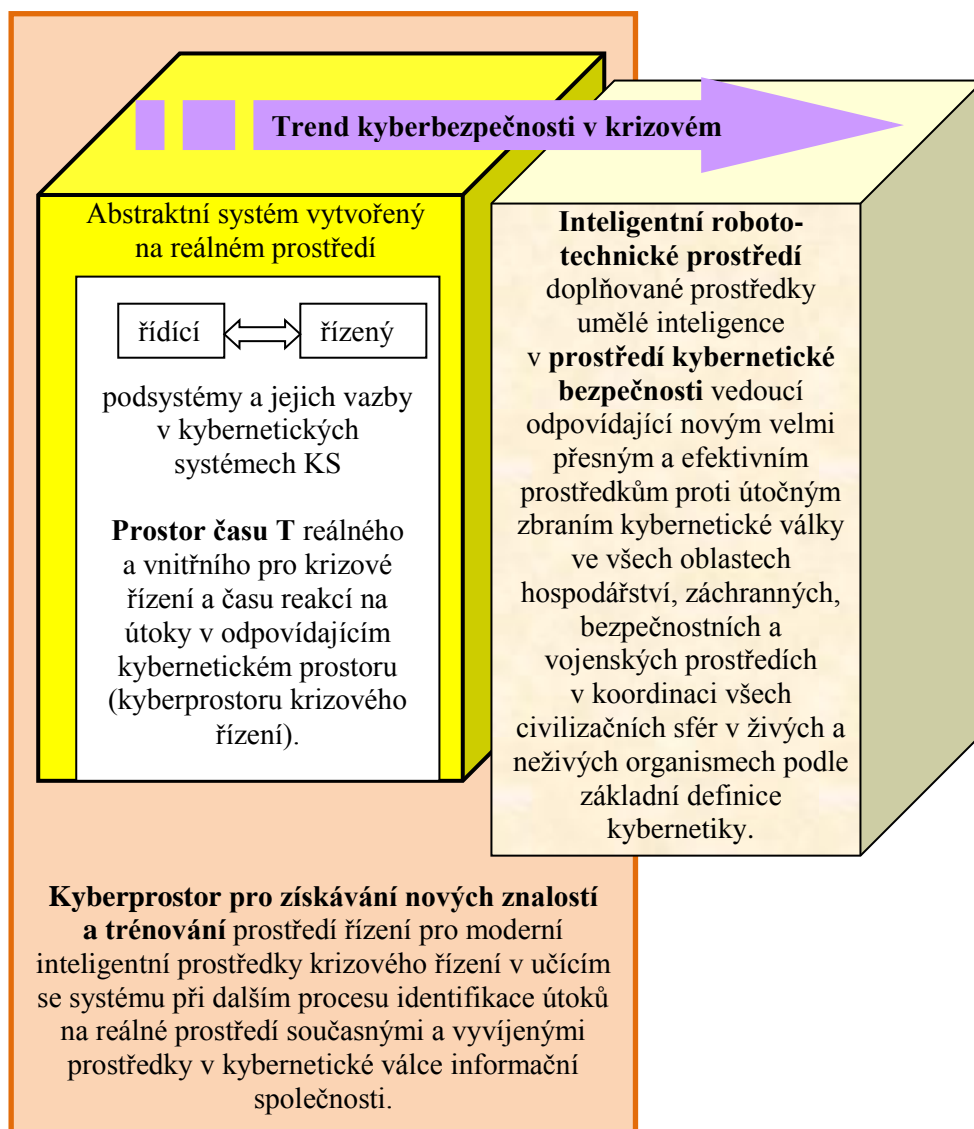 Trend kyberbezpečnosti v krizovém
Abstraktní systém vytvořený
na reálném prostředí
řídící
řízený
podsystémy a jejich vazby
v kybernetických
systémech KS
Prostor času T reálného
a vnitřního pro krizové
řízení a času reakcí na
útoky v odpovídajícím
kybernetickém prostoru
(kyberprostoru krizového
řízení).
Inteligentní roboto-
technické prostředí
doplňované prostředky
umělé inteligence
v prostředí kybernetické
bezpečnosti vedoucí
odpovídající novým velmi
přesným a efektivním
prostředkům proti útočným
zbraním kybernetické války
ve všech oblastech
hospodářství, záchranných,
bezpečnostních a
vojenských prostředích
v koordinaci všech
civilizačních sfér v živých a
neživých organismech podle
základní definice
kybernetiky.
Kyberprostor pro získávání nových znalostí
a trénování prostředí řízení pro moderní
inteligentní prostředky krizového řízení v učícím
se systému při dalším procesu identifikace útoků
na reálné prostředí současnými a vyvíjenými
prostředky v kybernetické válce informační
společnosti.